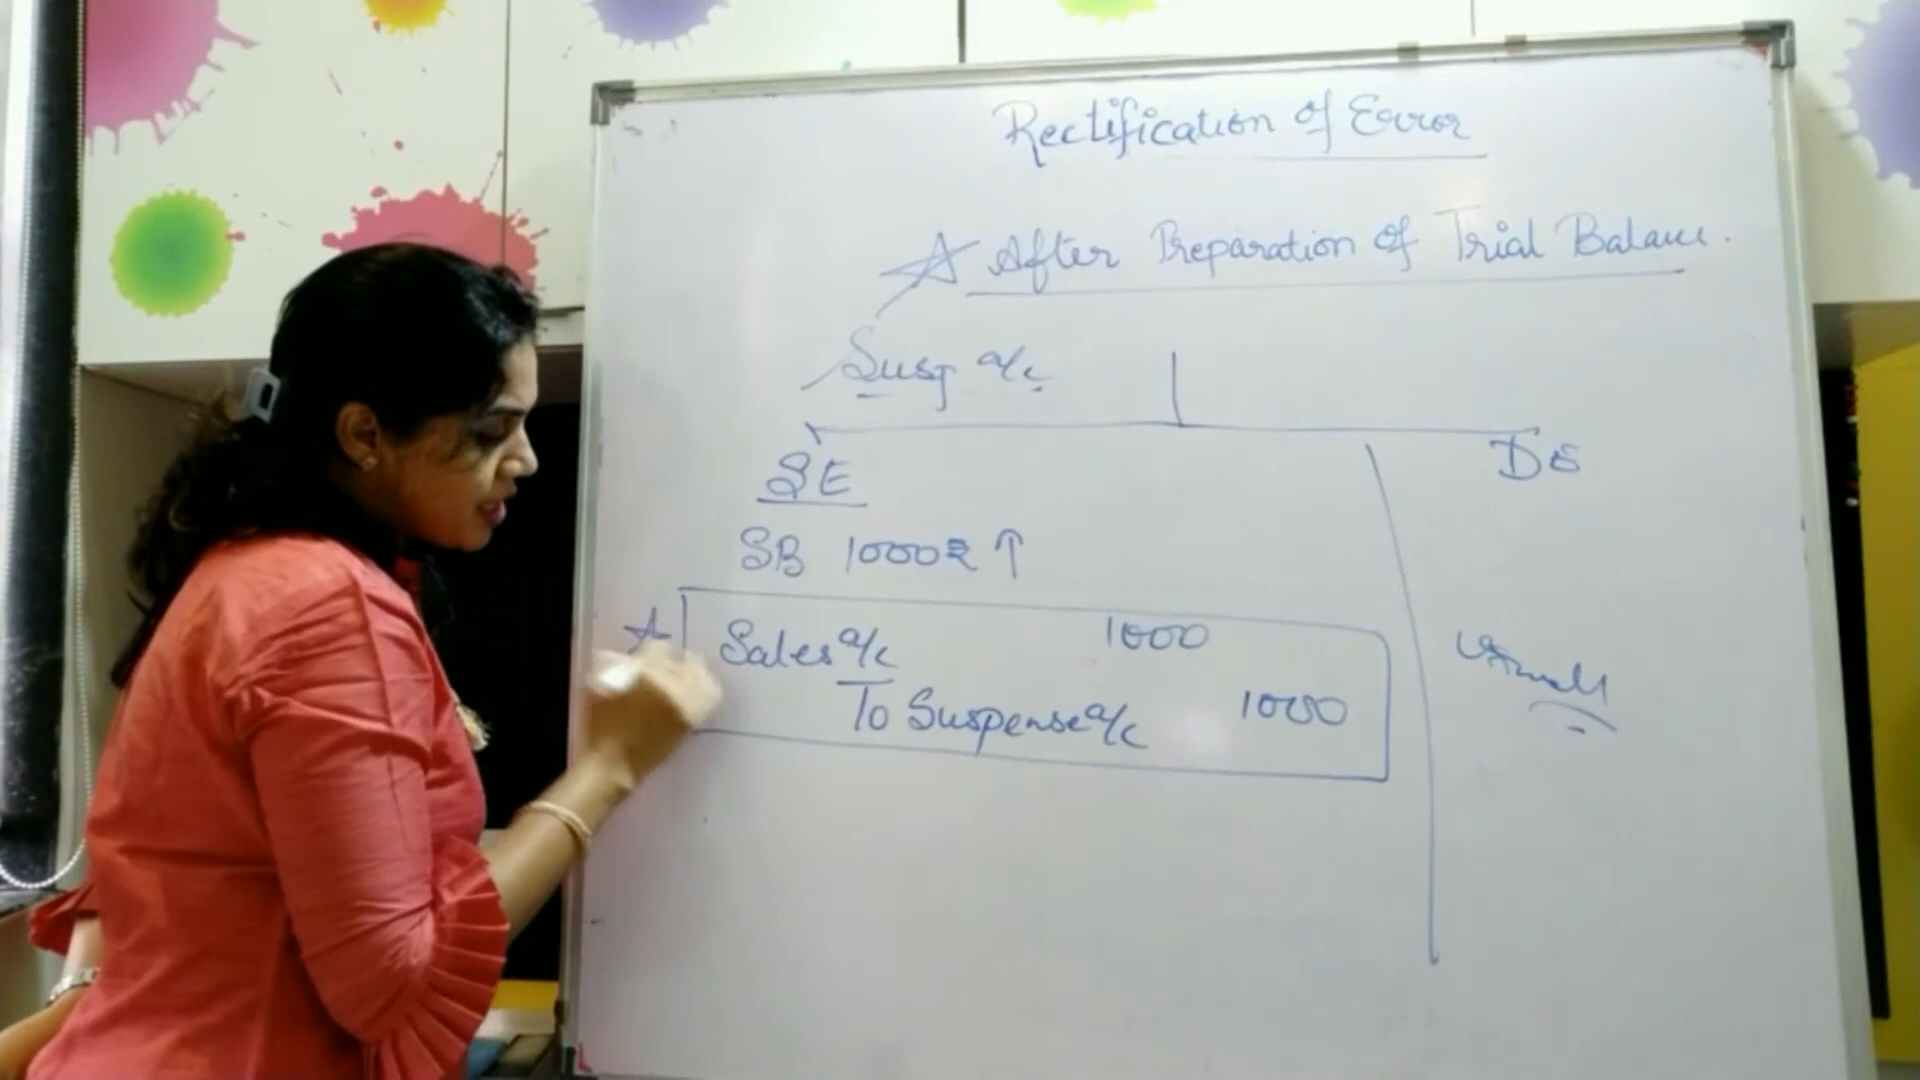 Rectification of Error
After Preparation of Trial Balance.
Susp a/c
SE
DE
SB 1000₹ ↑
Sales a/c 1000
To Suspense a/c 1000